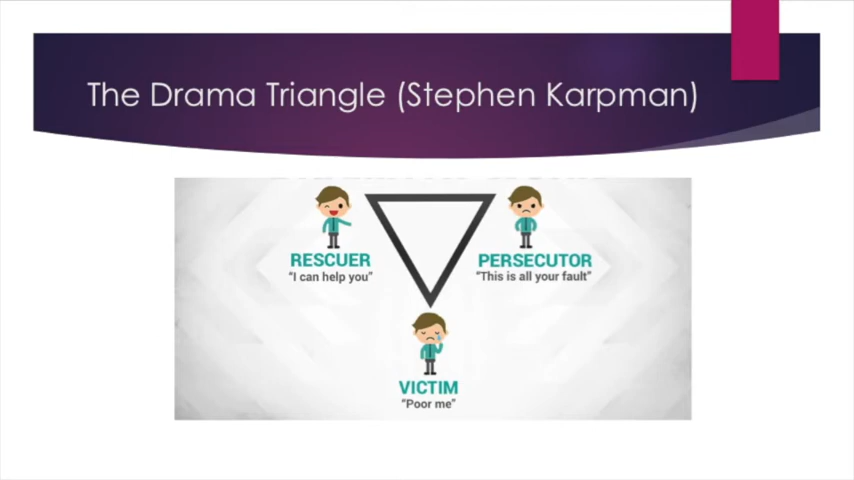 The Drama Triangle (Stephen Karpman)
RESCUER
"I can help you"
PERSECUTOR
"This is all your fault"
VICTIM
"Poor me"